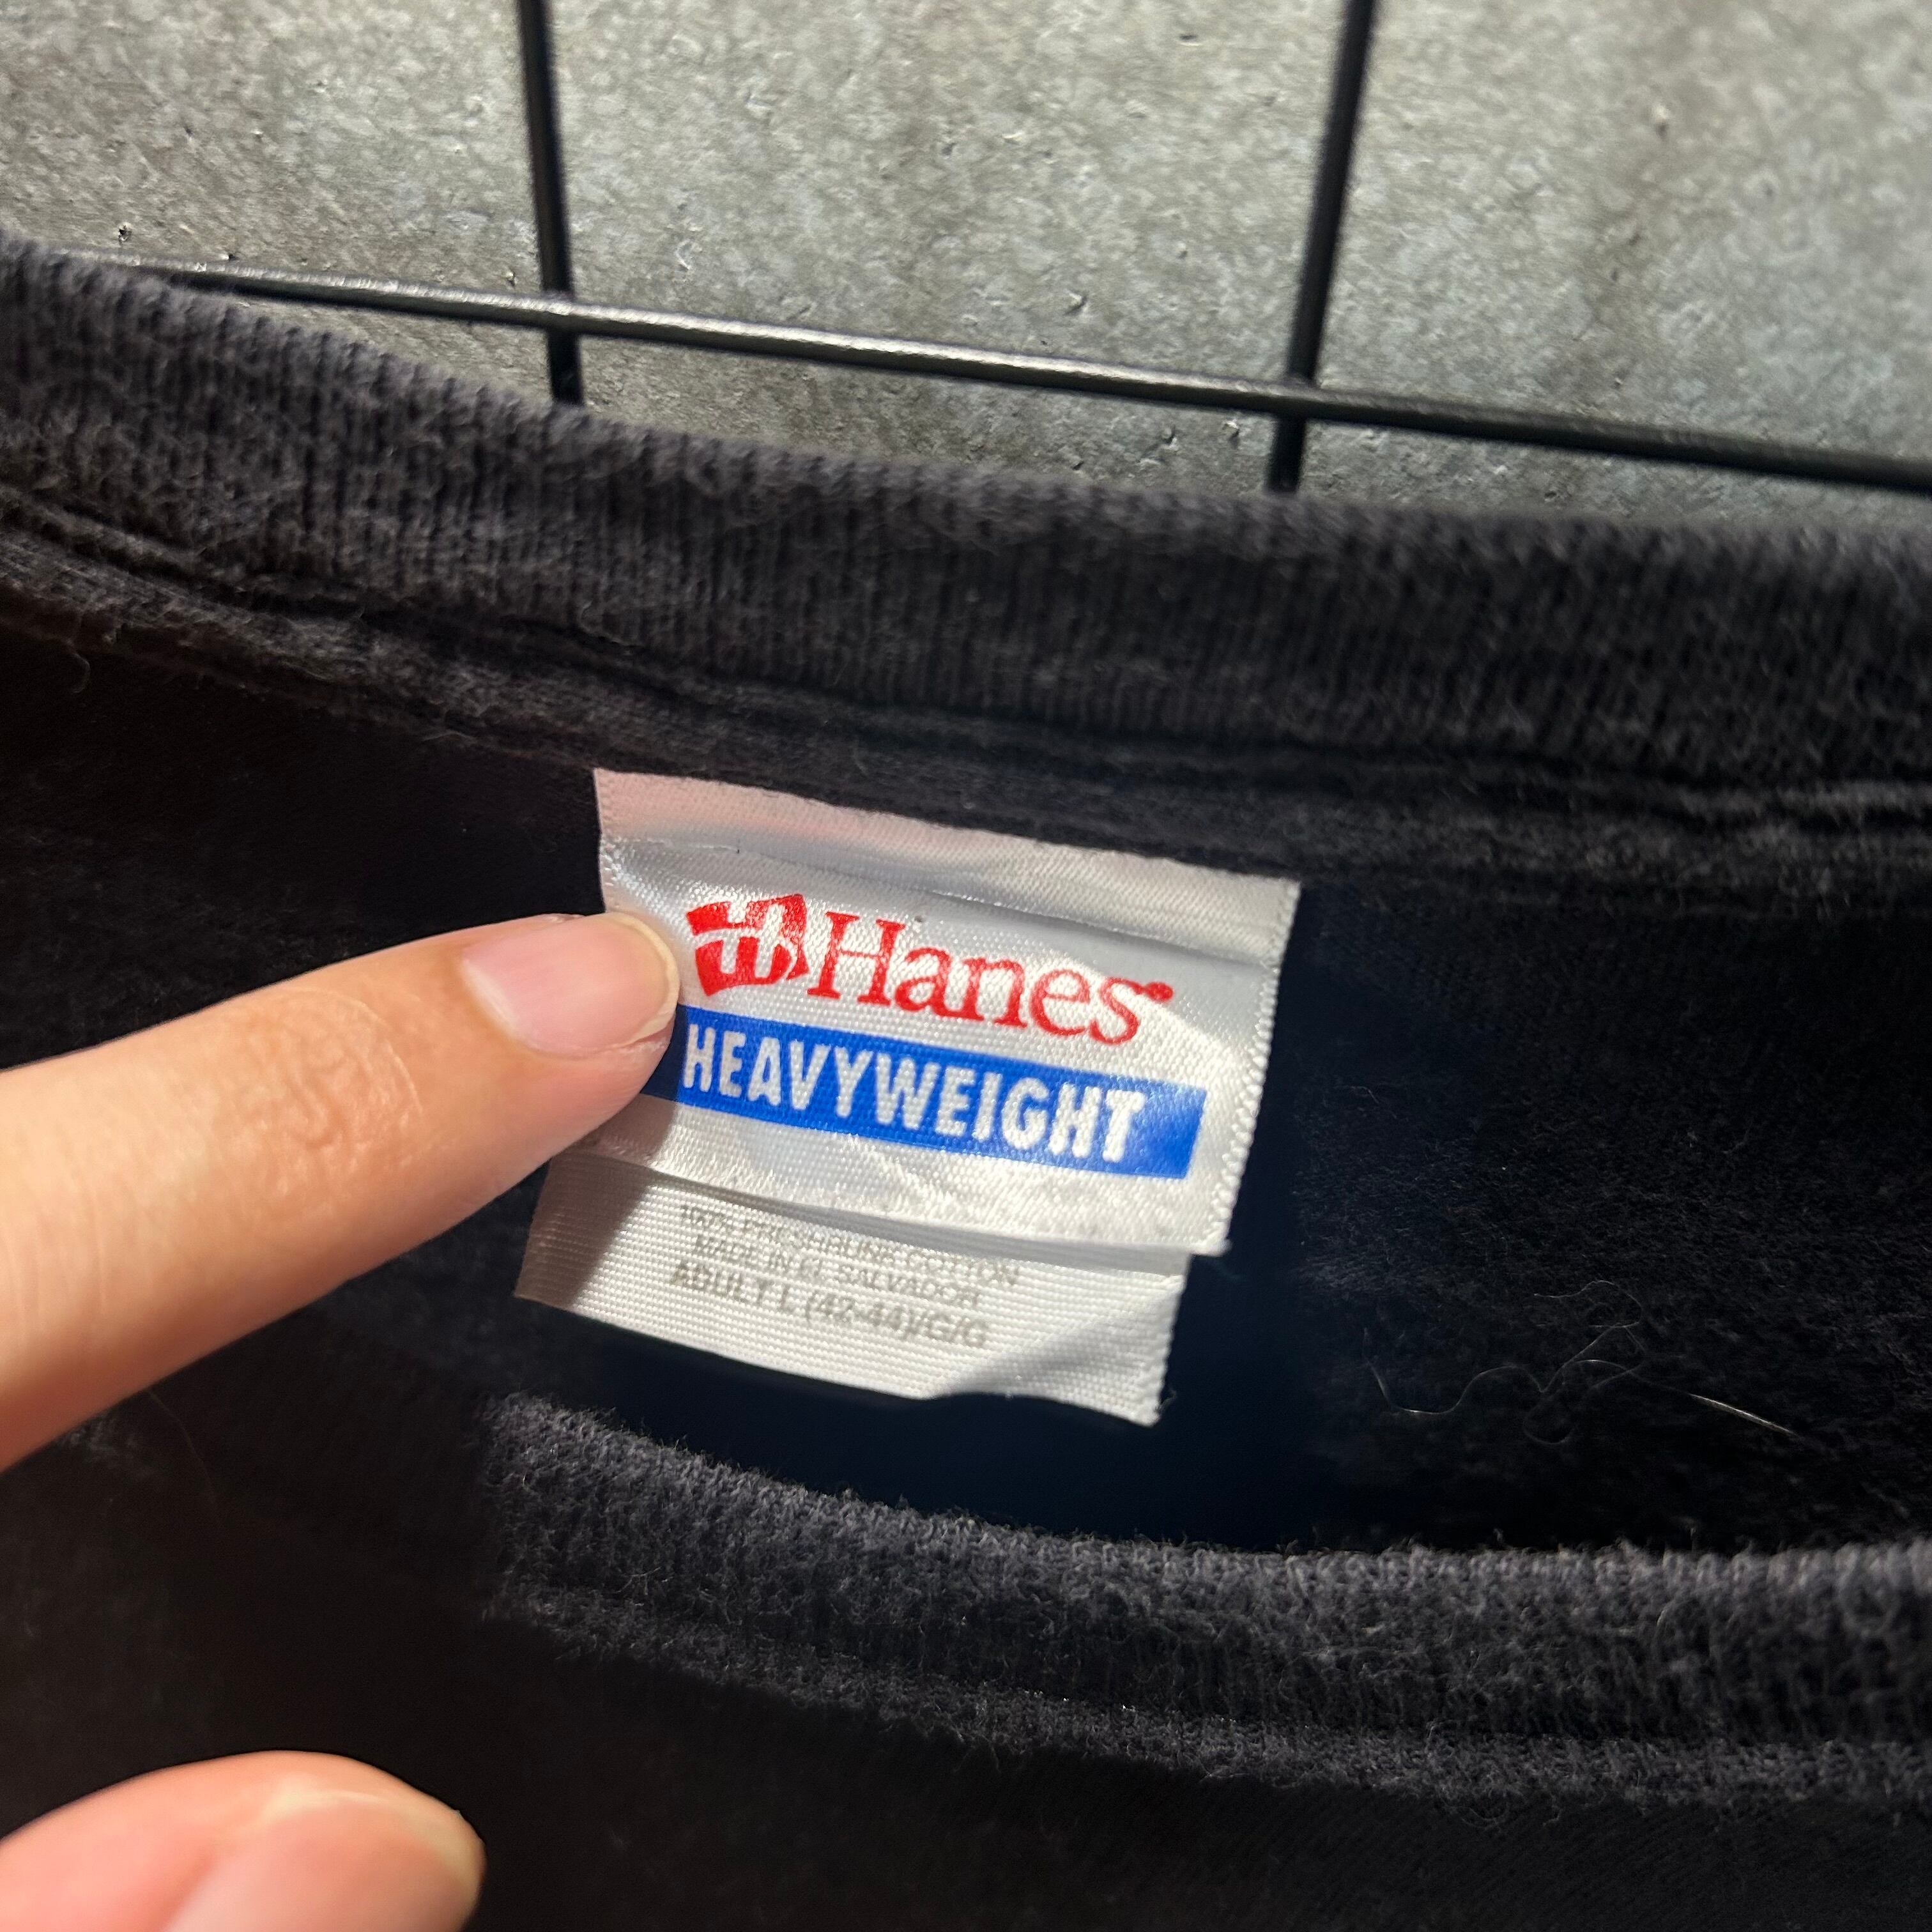 Hanes
HEAVYWEIGHT
100% PRESHRUNK COTTON
MADE IN EL SALVADOR
ADULT L (42-44)/G/G